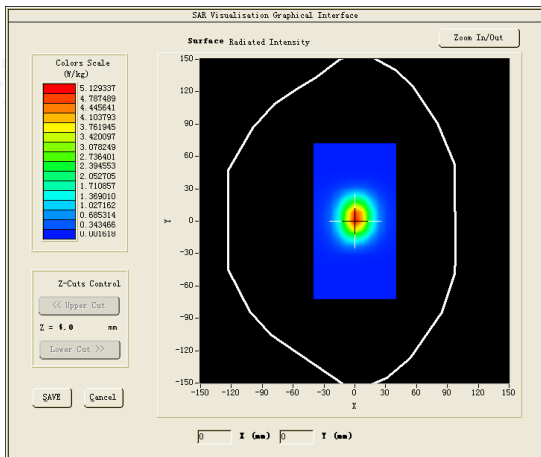 SAR Visualisation Graphical Interface
Surface Radiated Intensity
Zoom In/Out
Colors Scale
(W/kg)
5.129337
4.787489
4.445641
4.103793
3.761945
3.420097
3.078249
2.736401
2.394553
2.052705
1.710857
1.369010
1.027162
0.685314
0.343466
0.001618
150
120
90
60
30
0
-30
-60
-90
-120
-150
Y
-150 -120 -90 -60 -30 0 30 60 90 120 150
X
Z-Cuts Control
<< Upper Cut
Z = 4.0 mm
Lower Cut >>
SAVE
Cancel
0 X (mm) 0 Y (mm)